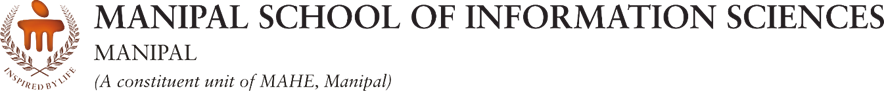 MANIPAL SCHOOL OF INFORMATION SCIENCES
MANIPAL
(A constituent unit of MAHE, Manipal)
INSPIRED BY LIFE